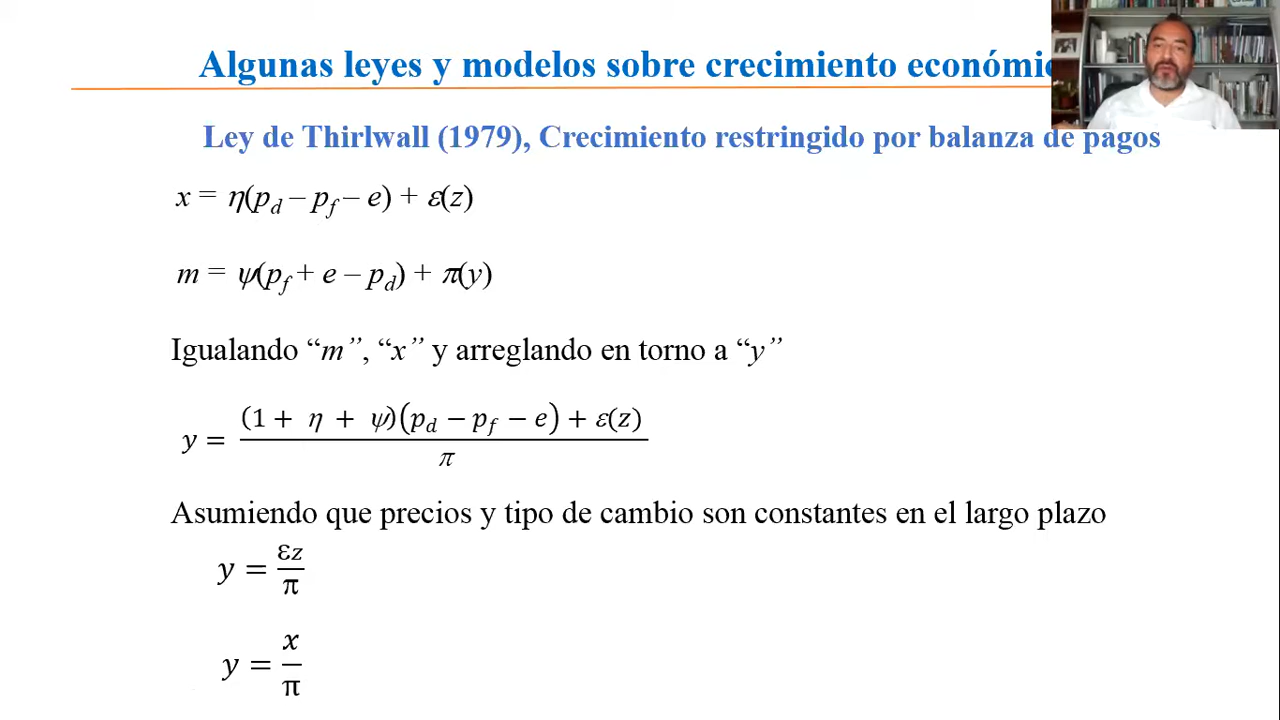 Algunas leyes y modelos sobre crecimiento
Ley de Thirlwall (1979), Crecimiento restringido por balanza de pagos
x = η(p_d – p_f – e) + ε(z)
m = ψ(p_f + e – p_d) + π(y)
Igualando “m”, “x” y arreglando en torno a “y”
y = (1 + η + ψ)(p_d − p_f − e) + ε(z) / π
Asumiendo que precios y tipo de cambio son constantes en el largo plazo
y = εz / π
y = x / π